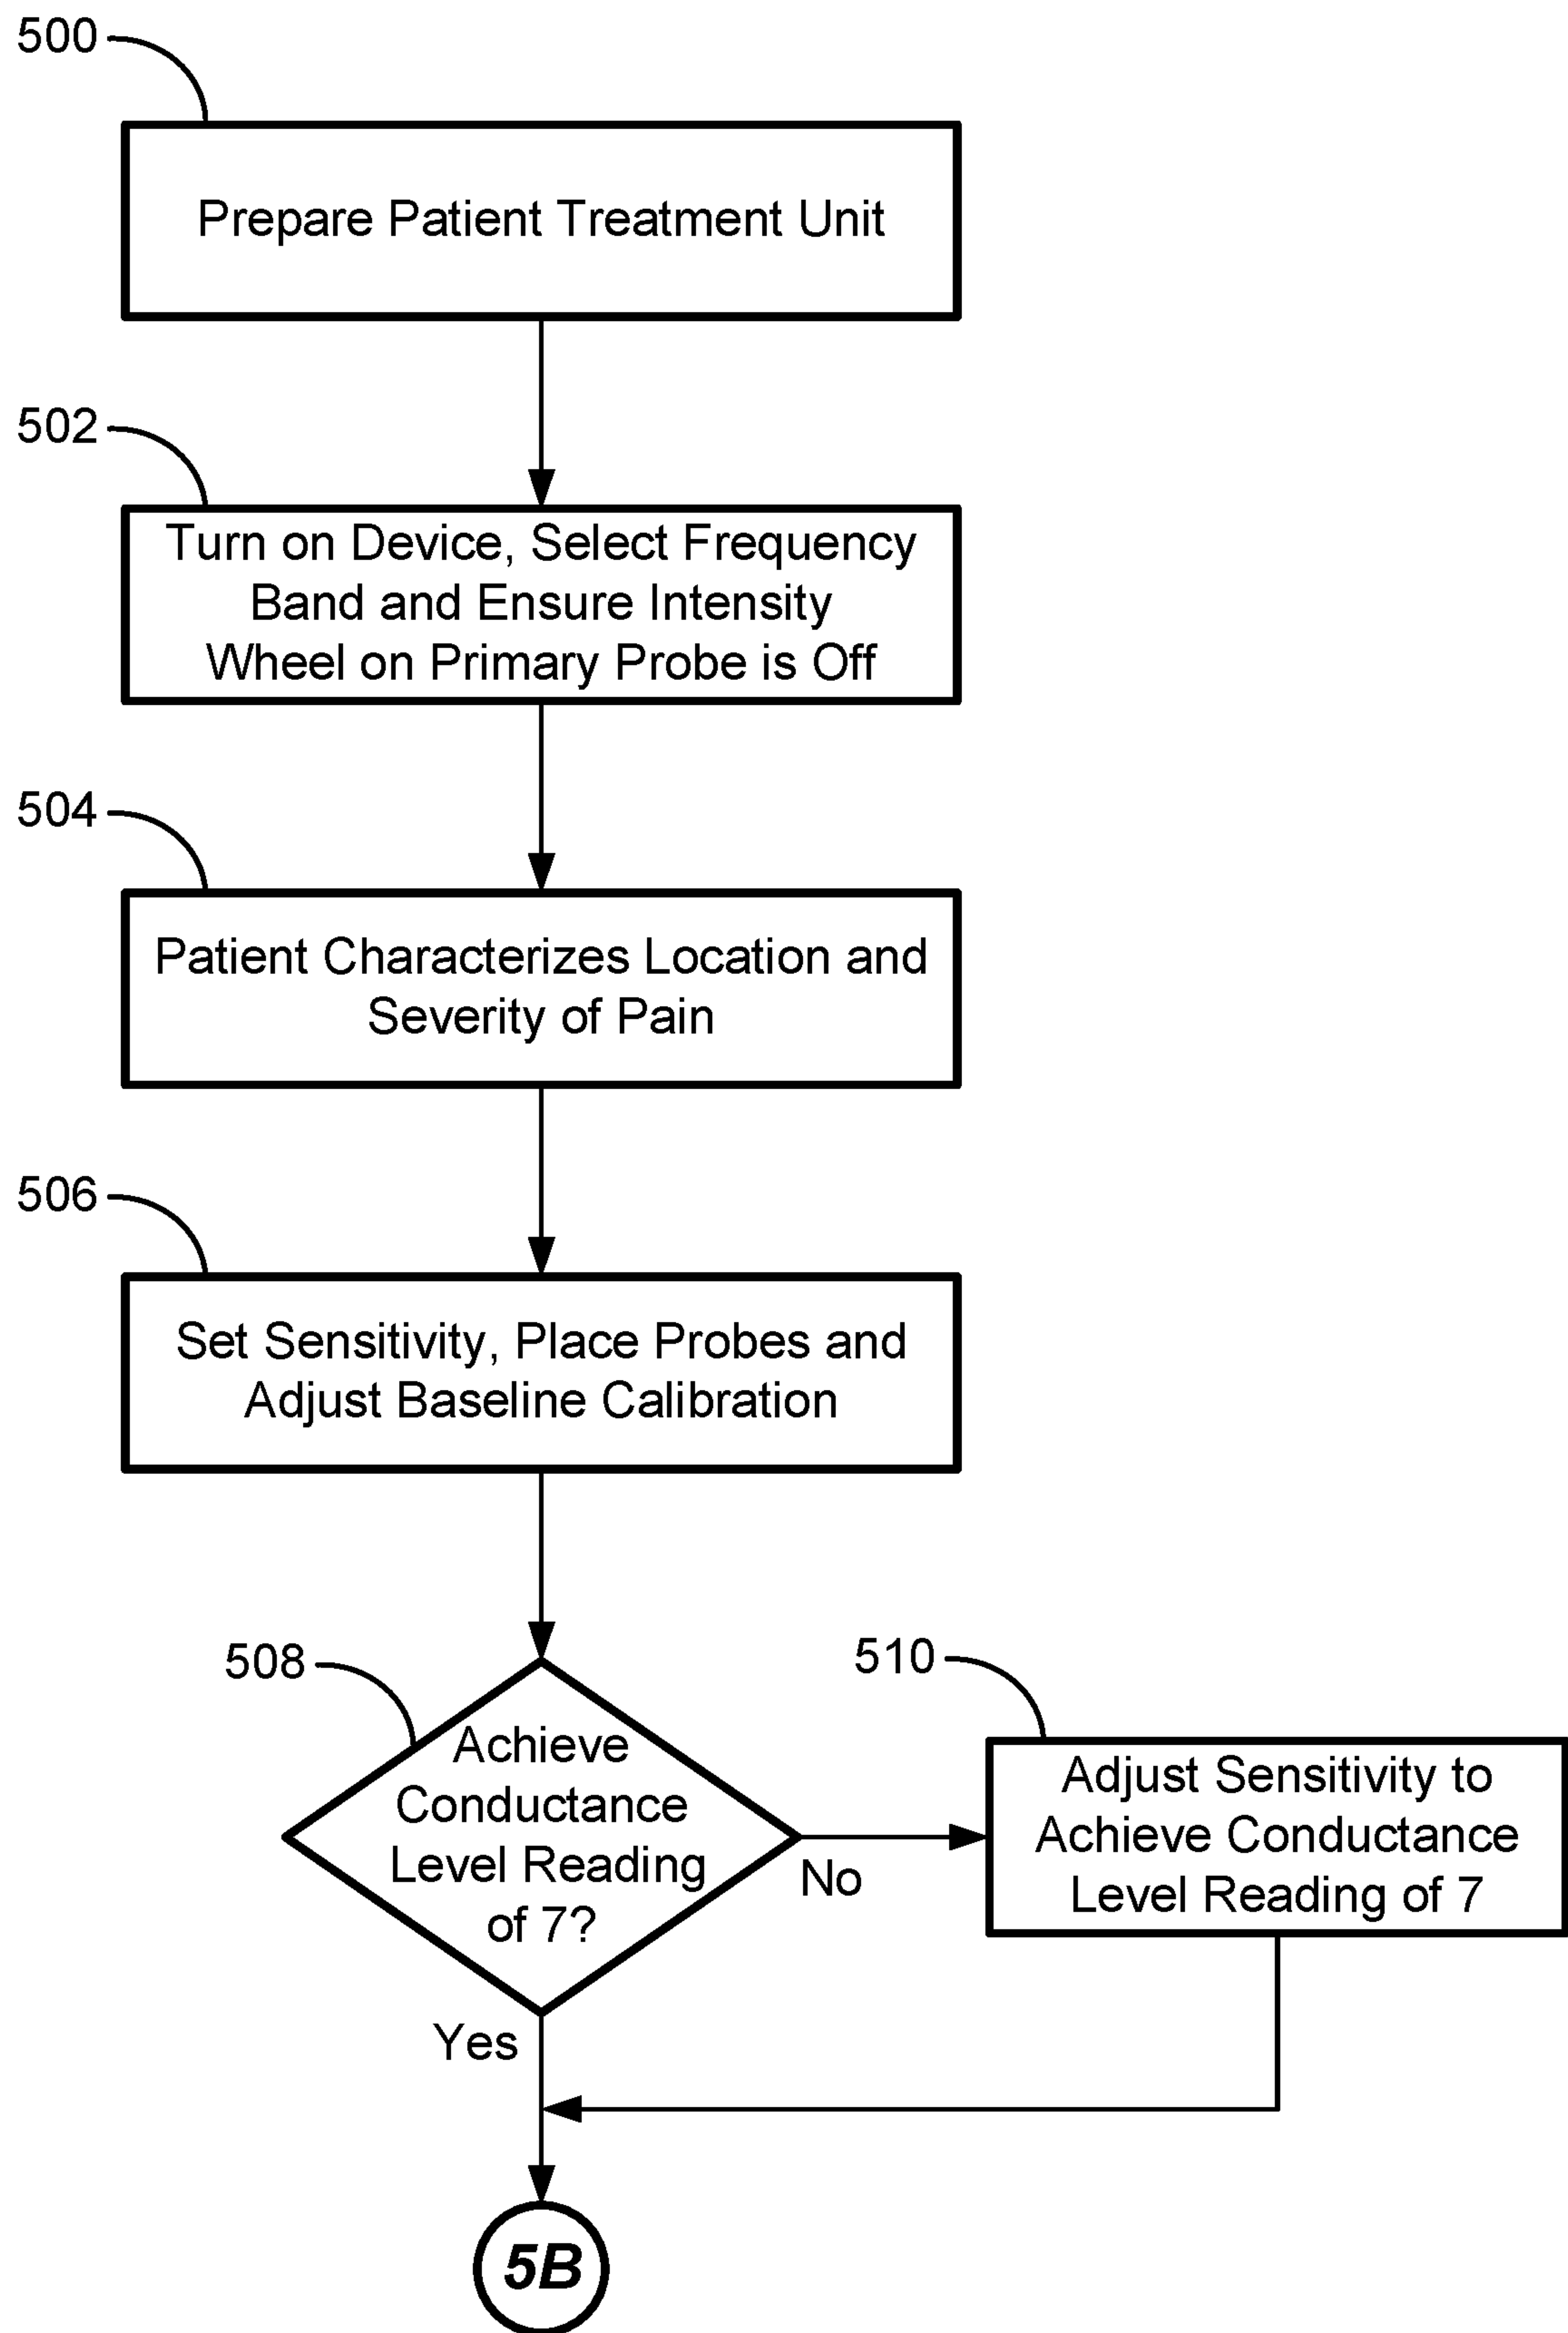 500
Prepare Patient Treatment Unit
502
Turn on Device, Select Frequency
Band and Ensure Intensity
Wheel on Primary Probe is Off
504
Patient Characterizes Location and
Severity of Pain
506
Set Sensitivity, Place Probes and
Adjust Baseline Calibration
508
Achieve
Conductance
Level Reading
of 7?
No
510
Adjust Sensitivity to
Achieve Conductance
Level Reading of 7
Yes
5B